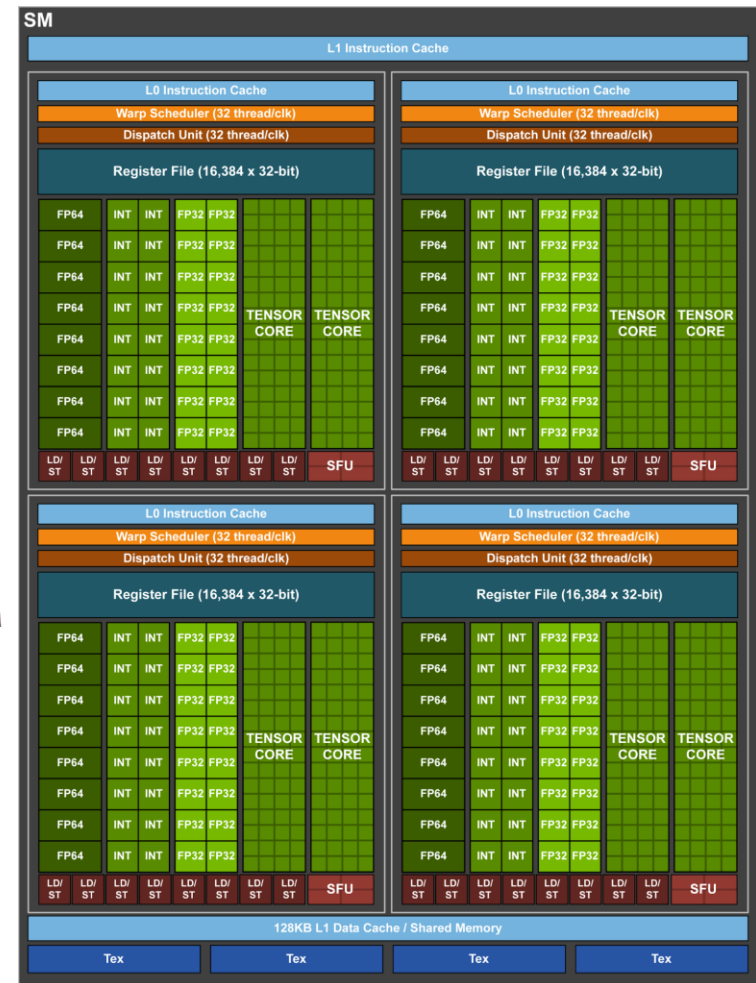 SM
L1 Instruction Cache
L0 Instruction Cache L0 Instruction Cache
Warp Scheduler (32 thread/clk) Warp Scheduler (32 thread/clk)
Dispatch Unit (32 thread/clk) Dispatch Unit (32 thread/clk)
Register File (16,384 x 32-bit) Register File (16,384 x 32-bit)
FP64 INT INT FP32 FP32 FP64 INT INT FP32 FP32
FP64 INT INT FP32 FP32 FP64 INT INT FP32 FP32
FP64 INT INT FP32 FP32 FP64 INT INT FP32 FP32
FP64 INT INT FP32 FP32 TENSOR TENSOR FP64 INT INT FP32 FP32 TENSOR TENSOR
FP64 INT INT FP32 FP32 CORE CORE FP64 INT INT FP32 FP32 CORE CORE
FP64 INT INT FP32 FP32 FP64 INT INT FP32 FP32
FP64 INT INT FP32 FP32 FP64 INT INT FP32 FP32
FP64 INT INT FP32 FP32 FP64 INT INT FP32 FP32
LD/ LD/ LD/ LD/ LD/ LD/ LD/ LD/ SFU LD/ LD/ LD/ LD/ LD/ LD/ LD/ LD/ SFU
ST ST ST ST ST ST ST ST ST ST ST ST ST ST ST ST
L0 Instruction Cache L0 Instruction Cache
Warp Scheduler (32 thread/clk) Warp Scheduler (32 thread/clk)
Dispatch Unit (32 thread/clk) Dispatch Unit (32 thread/clk)
Register File (16,384 x 32-bit) Register File (16,384 x 32-bit)
FP64 INT INT FP32 FP32 FP64 INT INT FP32 FP32
FP64 INT INT FP32 FP32 FP64 INT INT FP32 FP32
FP64 INT INT FP32 FP32 FP64 INT INT FP32 FP32
FP64 INT INT FP32 FP32 TENSOR TENSOR FP64 INT INT FP32 FP32 TENSOR TENSOR
FP64 INT INT FP32 FP32 CORE CORE FP64 INT INT FP32 FP32 CORE CORE
FP64 INT INT FP32 FP32 FP64 INT INT FP32 FP32
FP64 INT INT FP32 FP32 FP64 INT INT FP32 FP32
FP64 INT INT FP32 FP32 FP64 INT INT FP32 FP32
LD/ LD/ LD/ LD/ LD/ LD/ LD/ LD/ SFU LD/ LD/ LD/ LD/ LD/ LD/ LD/ LD/ SFU
ST ST ST ST ST ST ST ST ST ST ST ST ST ST ST ST
128KB L1 Data Cache / Shared Memory
Tex Tex Tex Tex